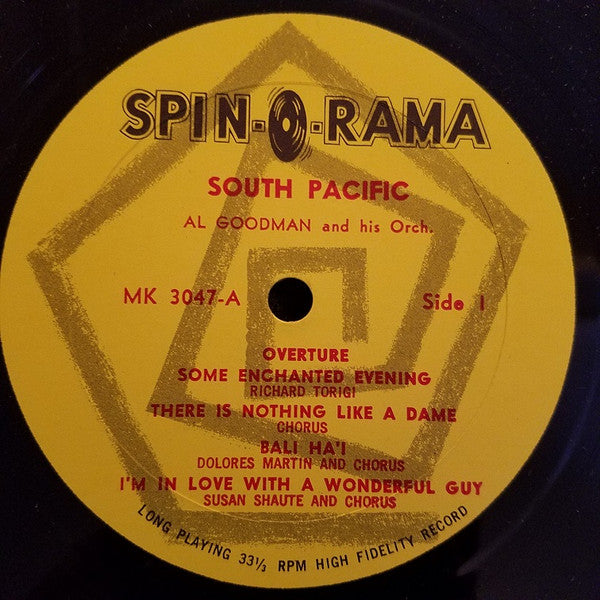 SPIN-O-RAMA
SOUTH PACIFIC
AL GOODMAN and his Orch.
MK 3047-A Side 1
OVERTURE
SOME ENCHANTED EVENING
RICHARD TORIGI
THERE IS NOTHING LIKE A DAME
CHORUS
BALI HA'I
DOLORES MARTIN AND CHORUS
I'M IN LOVE WITH A WONDERFUL GUY
SUSAN SHAUTE AND CHORUS
LONG PLAYING 33⅓ RPM HIGH FIDELITY RECORD